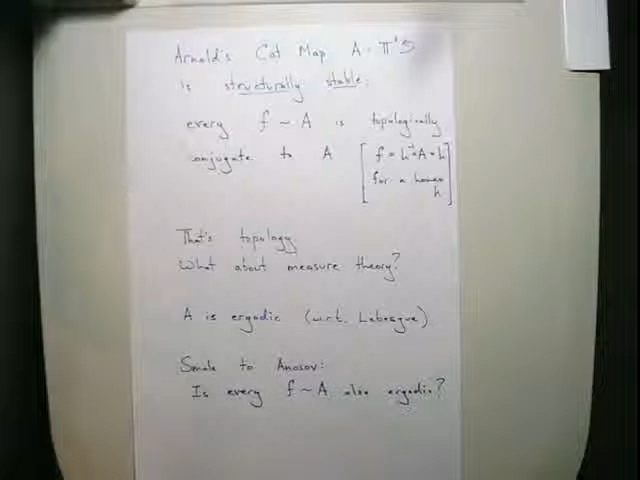 Arnold's Cat Map A : 𝕋²↻
is structurally stable:
every f ~ A is topologically
conjugate to A [ f = h⁻¹∘A∘h
for a homeo
h ]
That's topology.
What about measure theory?
A is ergodic (w.r.t. Lebesgue)
Smale to Anosov:
Is every f ~ A also ergodic?